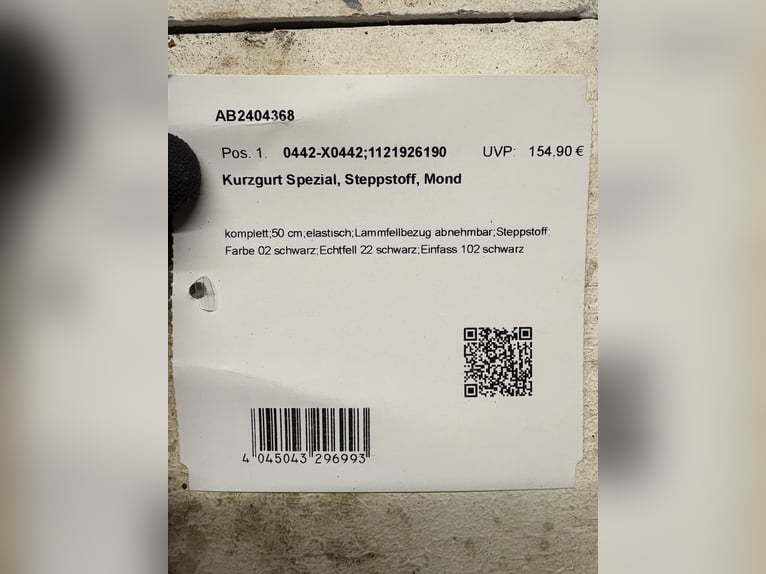 AB2404368
Pos. 1. 0442-X0442;1121926190 UVP: 154,90 €
Kurzgurt Spezial, Steppstoff, Mond
komplett;50 cm;elastisch;Lammfellbezug abnehmbar;Steppstoff:
Farbe 02 schwarz;Echtfell 22 schwarz;Einfass 102 schwarz
4 045043 296993